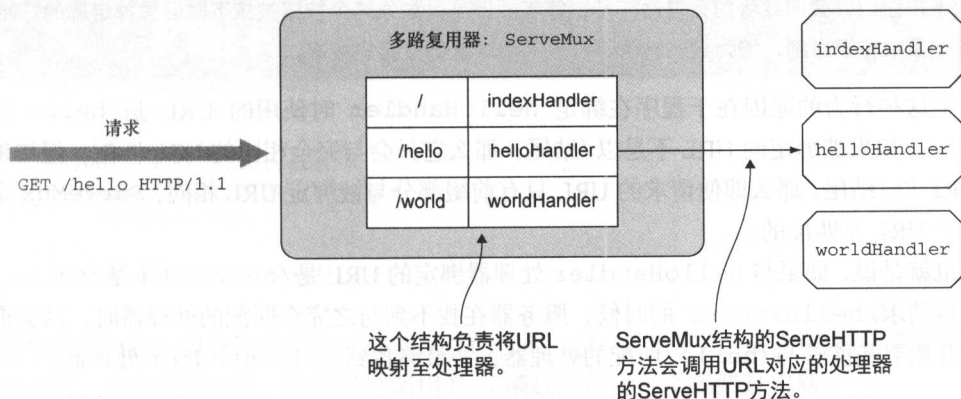 多路复用器: ServeMux
/ indexHandler
/hello helloHandler
/world worldHandler
请求
GET /hello HTTP/1.1
indexHandler
helloHandler
worldHandler
这个结构负责将URL
映射至处理器。
ServeMux结构的ServeHTTP
方法会调用URL对应的处理器
的ServeHTTP方法。